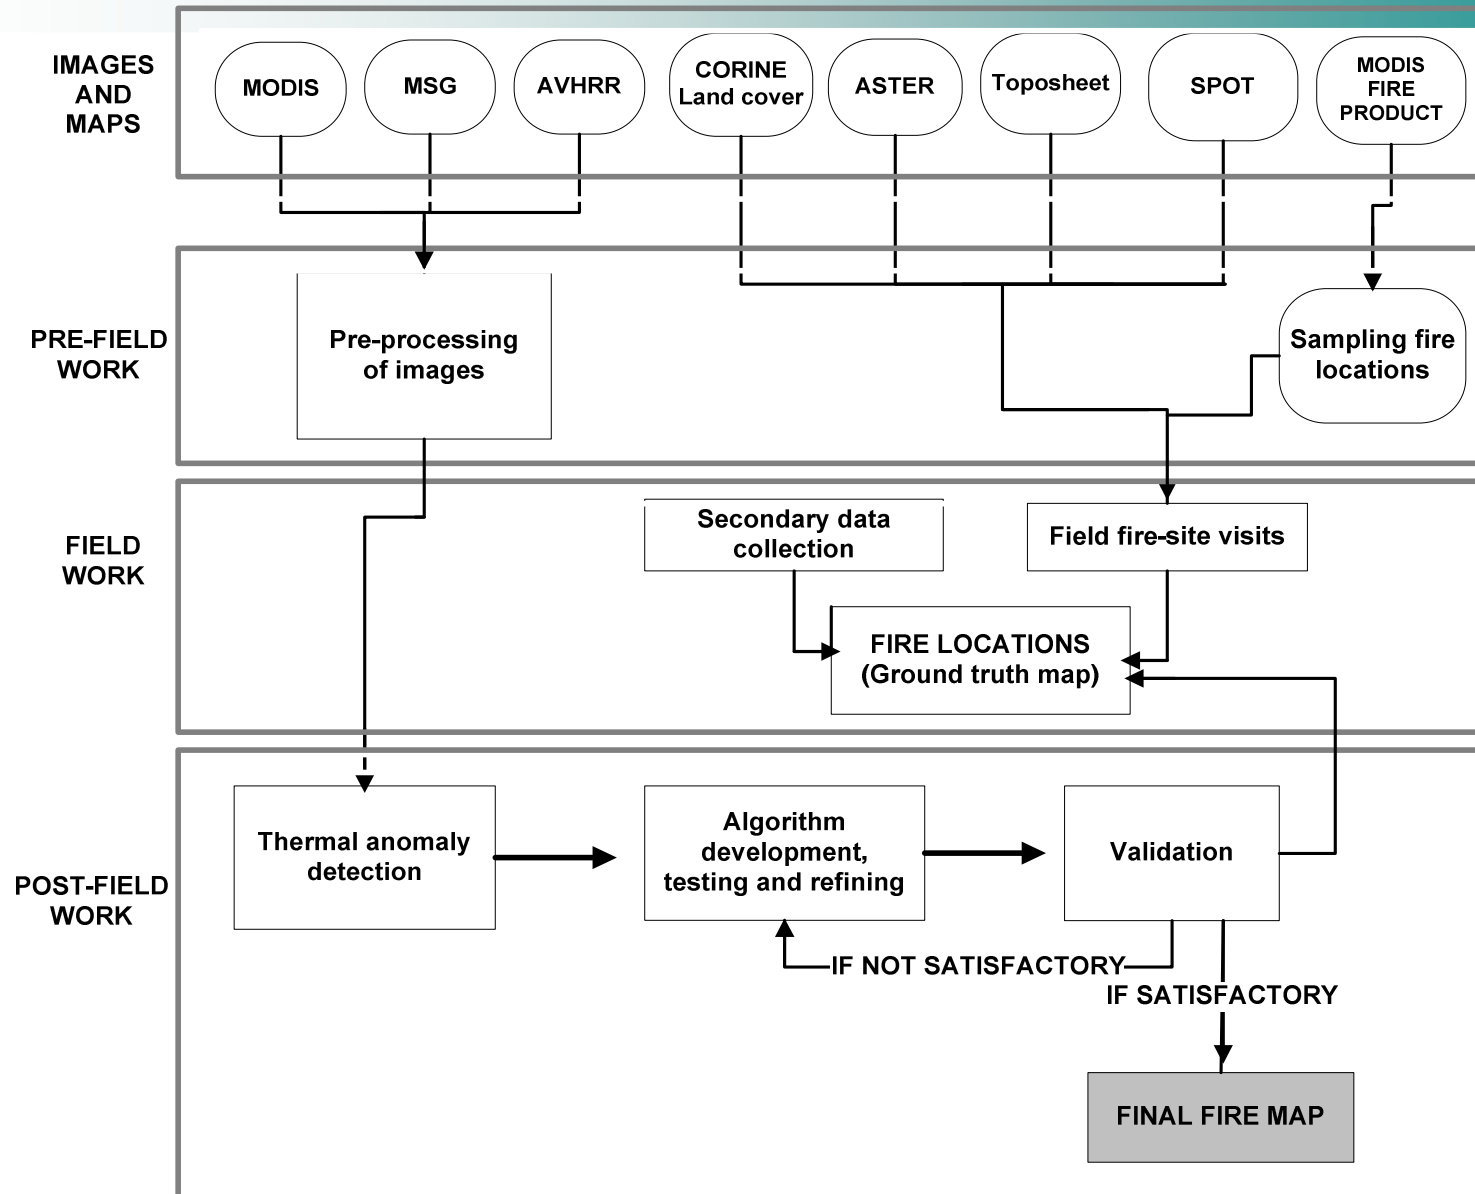 IMAGES
AND
MAPS
MODIS
MSG
AVHRR
CORINE
Land cover
ASTER
Toposheet
SPOT
MODIS
FIRE
PRODUCT
PRE-FIELD
WORK
Pre-processing
of images
Sampling fire
locations
FIELD
WORK
Secondary data
collection
Field fire-site visits
FIRE LOCATIONS
(Ground truth map)
POST-FIELD
WORK
Thermal anomaly
detection
Algorithm
development,
testing and refining
Validation
IF NOT SATISFACTORY
IF SATISFACTORY
FINAL FIRE MAP